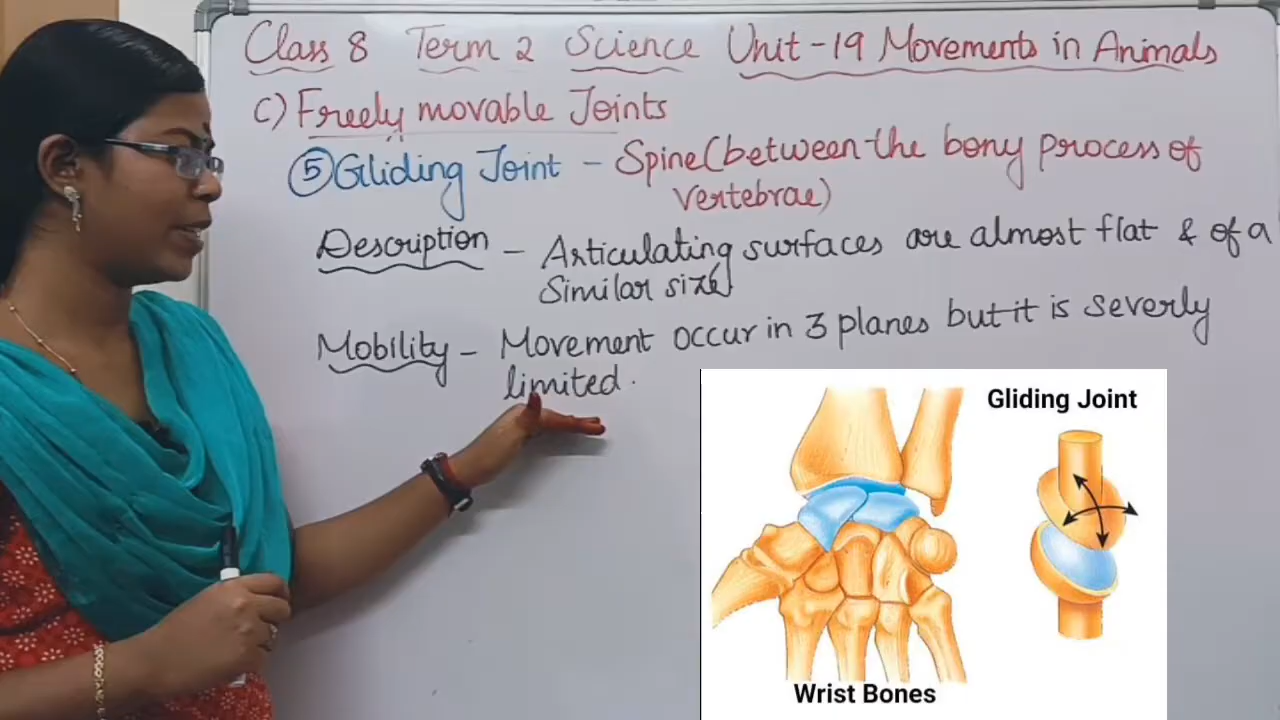 Class 8 Term 2 Science Unit-19 Movements in Animals
C) Freely movable Joints
⑤ Gliding Joint - Spine (between the bony process of
vertebrae)
Description - Articulating surfaces are almost flat & of a
Similar size
Mobility - Movement occur in 3 planes but it is severly
limited.
Gliding Joint
Wrist Bones